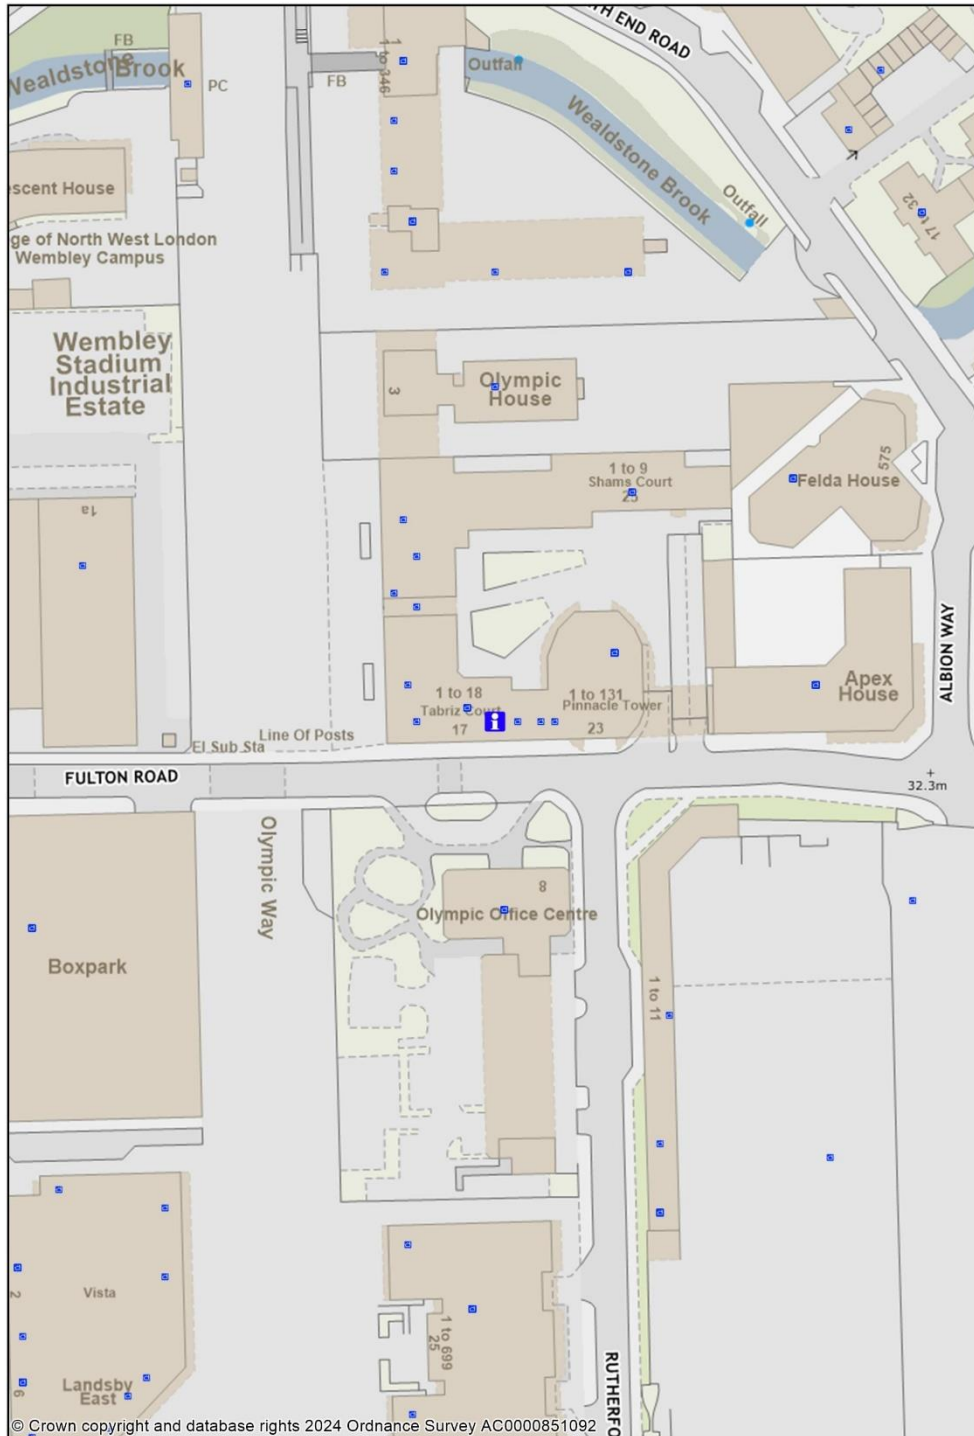 TH END ROAD
FB
Wealdstone Brook
PC
1 to 346
FB
Outfall
Wealdstone Brook
Outfall
17 to 32
escent House
ge of North West London
Wembley Campus
Wembley
Stadium
Industrial
Estate
3
Olympic
House
1 to 9
Shams Court
25
575
Felda House
1a
ALBION WAY
1 to 18
Tabriz Court
17
1 to 131
Pinnacle Tower
23
Apex
House
El Sub Sta
Line Of Posts
FULTON ROAD
32.3m
Olympic Way
8
Olympic Office Centre
Boxpark
1 to 11
2
Vista
1 to 699
25
6
Landsby
East
RUTHERFO
© Crown copyright and database rights 2024 Ordnance Survey AC0000851092